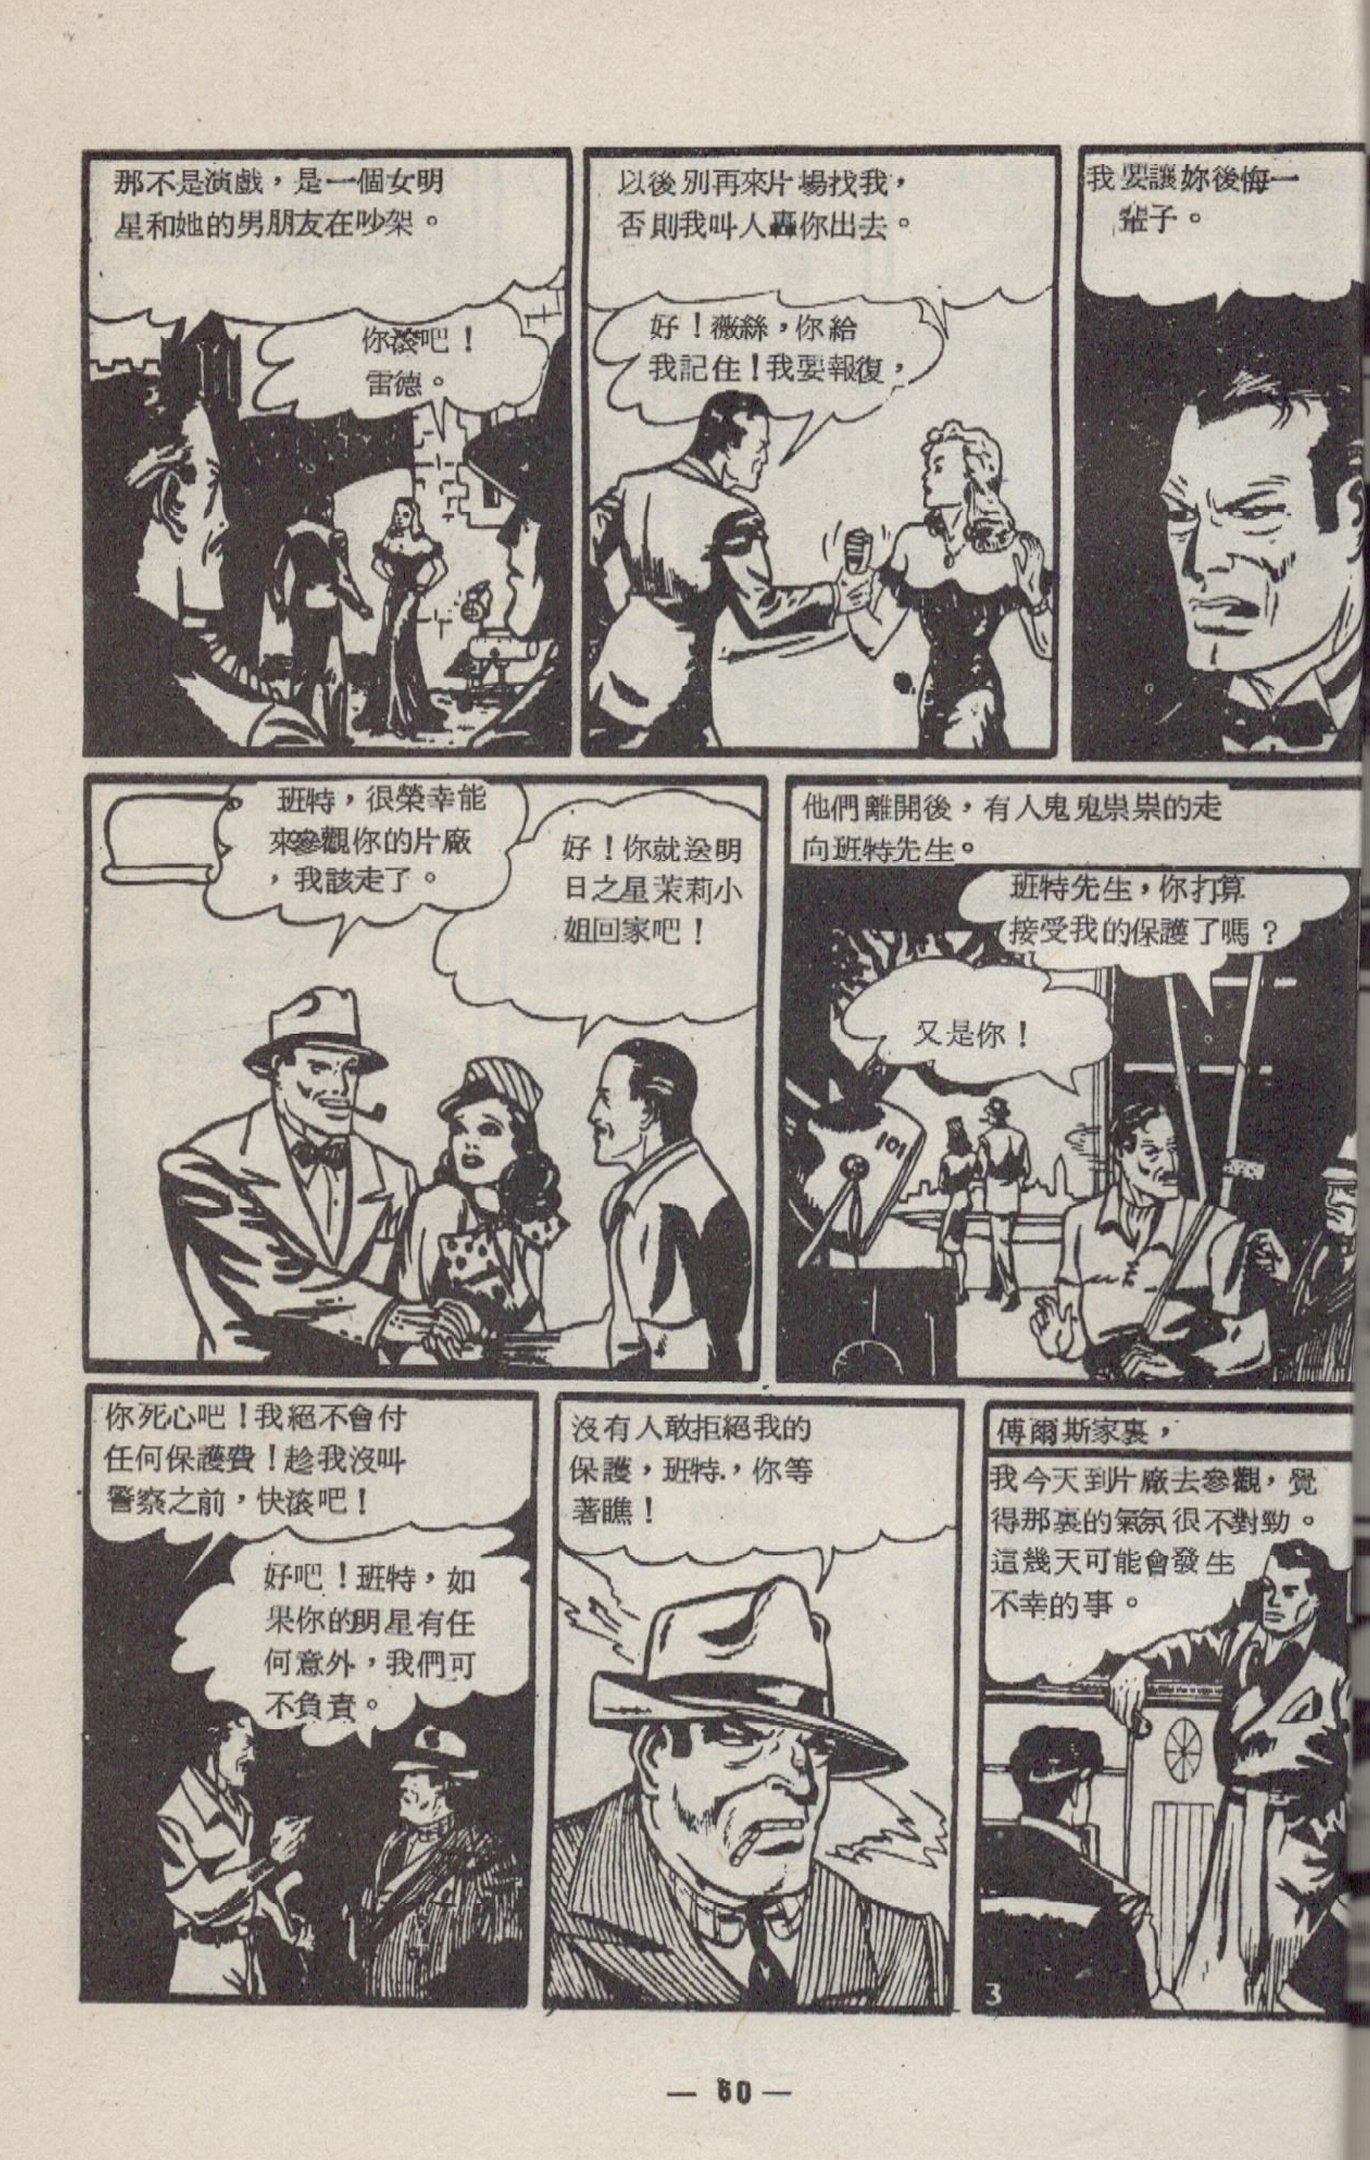 那不是演戲，是一個女明
星和她的男朋友在吵架。
你滾吧！
雷德。
以後別再來片場找我，
否則我叫人轟你出去。
好！薇絲，你給
我記住！我要報復，
我要讓妳後悔一
輩子。
班特，很榮幸能
來參觀你的片廠
，我該走了。
好！你就送明
日之星茉莉小
姐回家吧！
他們離開後，有人鬼鬼祟祟的走
向班特先生。
班特先生，你打算
接受我的保護了嗎？
又是你！
101
你死心吧！我絕不會付
任何保護費！趁我沒叫
警察之前，快滾吧！
好吧！班特，如
果你的明星有任
何意外，我們可
不負責。
沒有人敢拒絕我的
保護，班特，你等
著瞧！
傅爾斯家裏，
我今天到片廠去參觀，覺
得那裏的氣氛很不對勁。
這幾天可能會發生
不幸的事。
3
— 60 —